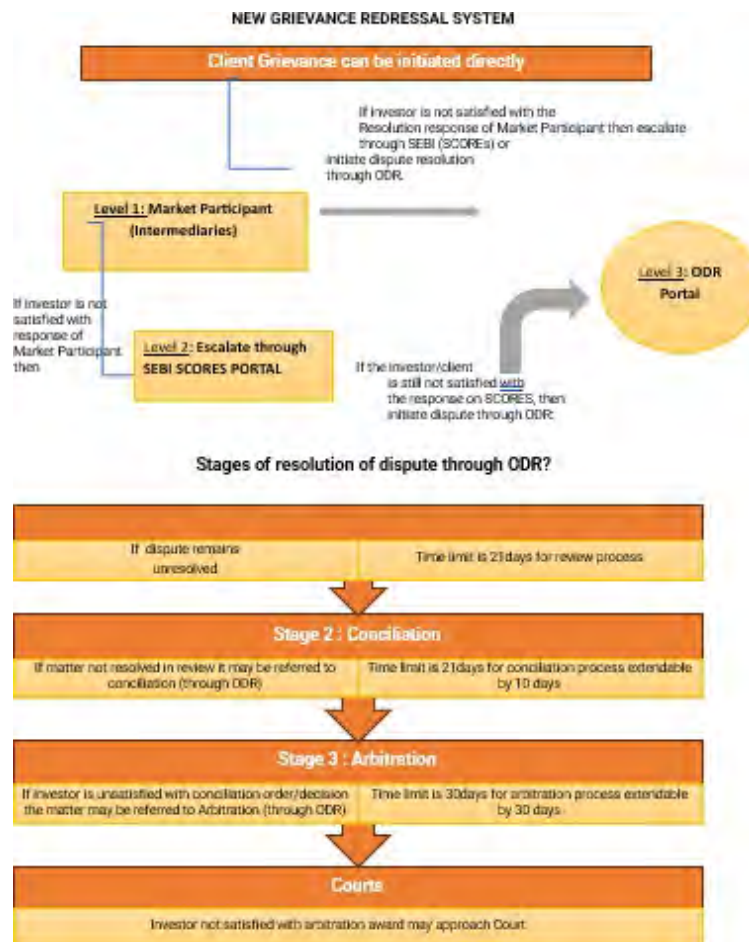 NEW GRIEVANCE REDRESSAL SYSTEM
Client Grievance can be initiated directly
If investor is not satisfied with the
Resolution response of Market Participant then escalate
through SEBI (SCOREs) or
initiate dispute resolution
through ODR.
Level 1: Market Participant
(Intermediaries)
Level 3: ODR
Portal
If investor is not
satisfied with
response of
Market Participant
then
Level 2: Escalate through
SEBI SCORES PORTAL
If the investor/client
is still not satisfied with
the response on SCORES, then
initiate dispute through ODR.
Stages of resolution of dispute through ODR?
If dispute remains
unresolved
Time limit is 21days for review process
Stage 2 : Conciliation
If matter not resolved in review it may be referred to
conciliation (through ODR)
Time limit is 21days for conciliation process extendable
by 10 days
Stage 3 : Arbitration
If investor is unsatisfied with conciliation order/decision
the matter may be referred to Arbitration (through ODR)
Time limit is 30days for arbitration process extendable
by 30 days
Courts
Investor not satisfied with arbitration award may approach Court